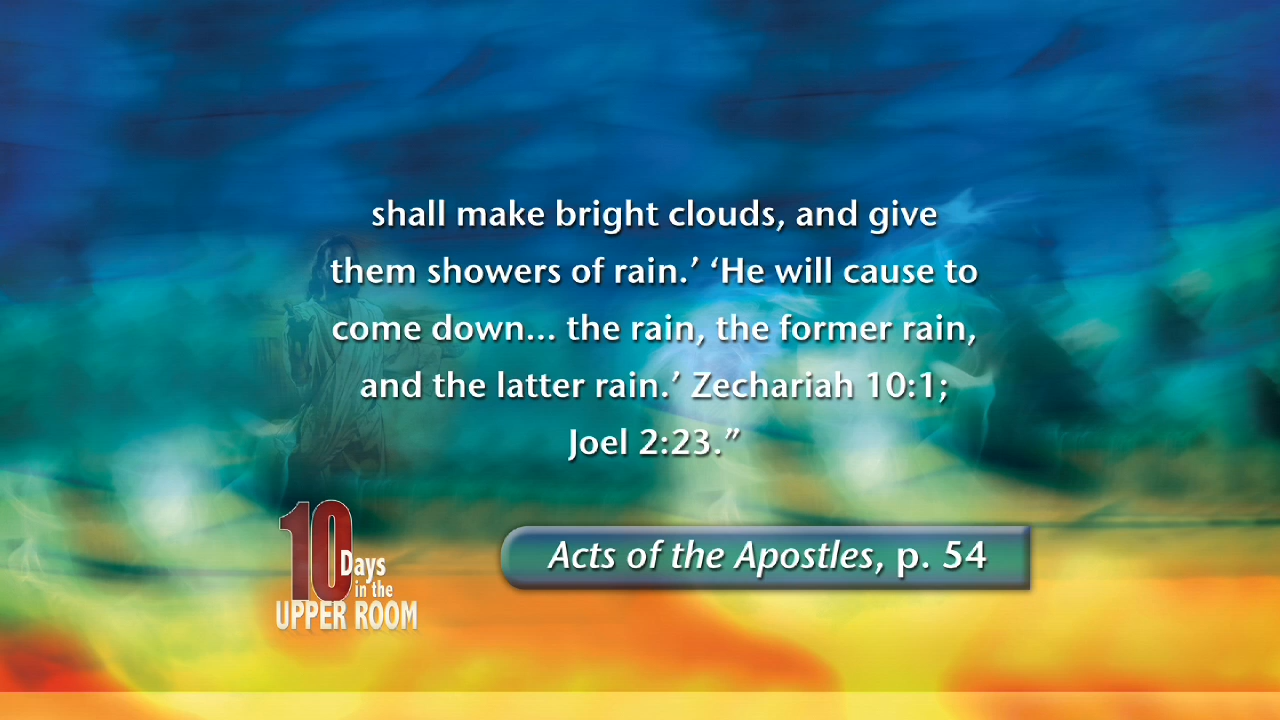 shall make bright clouds, and give
them showers of rain.’ ‘He will cause to
come down... the rain, the former rain,
and the latter rain.’ Zechariah 10:1;
Joel 2:23.”
10
Days
in the
UPPER ROOM
Acts of the Apostles, p. 54